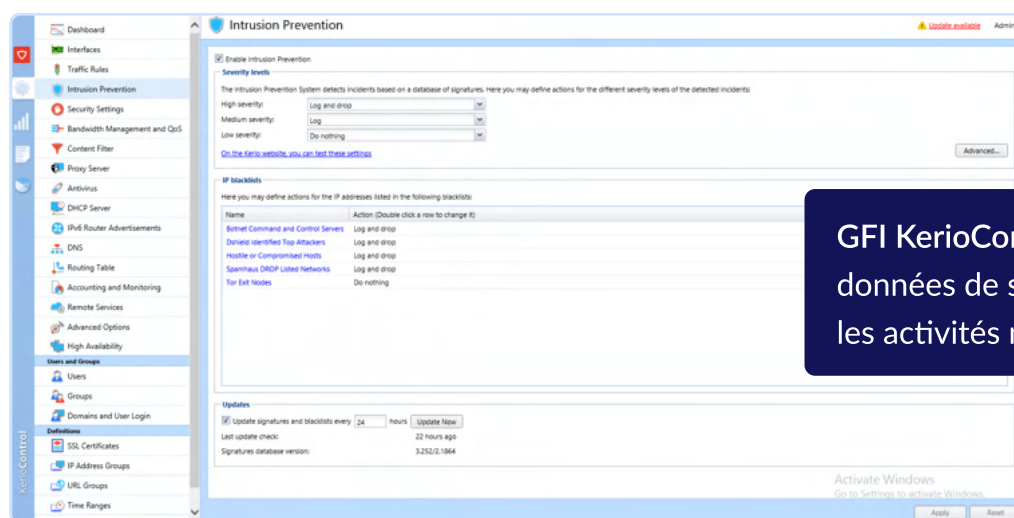 Dashboard
Interfaces
Traffic Rules
Intrusion Prevention
Security Settings
Bandwidth Management and QoS
Content Filter
Proxy Server
Antivirus
DHCP Server
IPv6 Router Advertisements
DNS
Routing Table
Accounting and Monitoring
Remote Services
Advanced Options
High Availability
Users and Groups
Users
Groups
Domains and User Login
Definitions
SSL Certificates
IP Address Groups
URL Groups
Time Ranges
KerioControl
Intrusion Prevention
Update available Admin
Enable Intrusion Prevention
Severity levels
The Intrusion Prevention System detects incidents based on a database of signatures. Here you may define actions for the different severity levels of the detected incidents:
High severity: Log and drop
Medium severity: Log
Low severity: Do nothing
On the Kerio website, you can test these settings
Advanced...
IP blacklists
Here you may define actions for the IP addresses listed in the following blacklists:
Name Action (Double click a row to change it)
Botnet Command and Control Servers Log and drop
Dshield Identified Top Attackers Log and drop
Hostile or Compromised Hosts Log and drop
Spamhaus DROP Listed Networks Log and drop
Tor Exit Nodes Do nothing
GFI KerioCon
données de s
les activités
Updates
Update signatures and blacklists every 24 hours Update Now
Last update check: 22 hours ago
Signatures database version: 3.252/2.1864
Activate Windows
Go to Settings to activate Windows.
Apply Reset